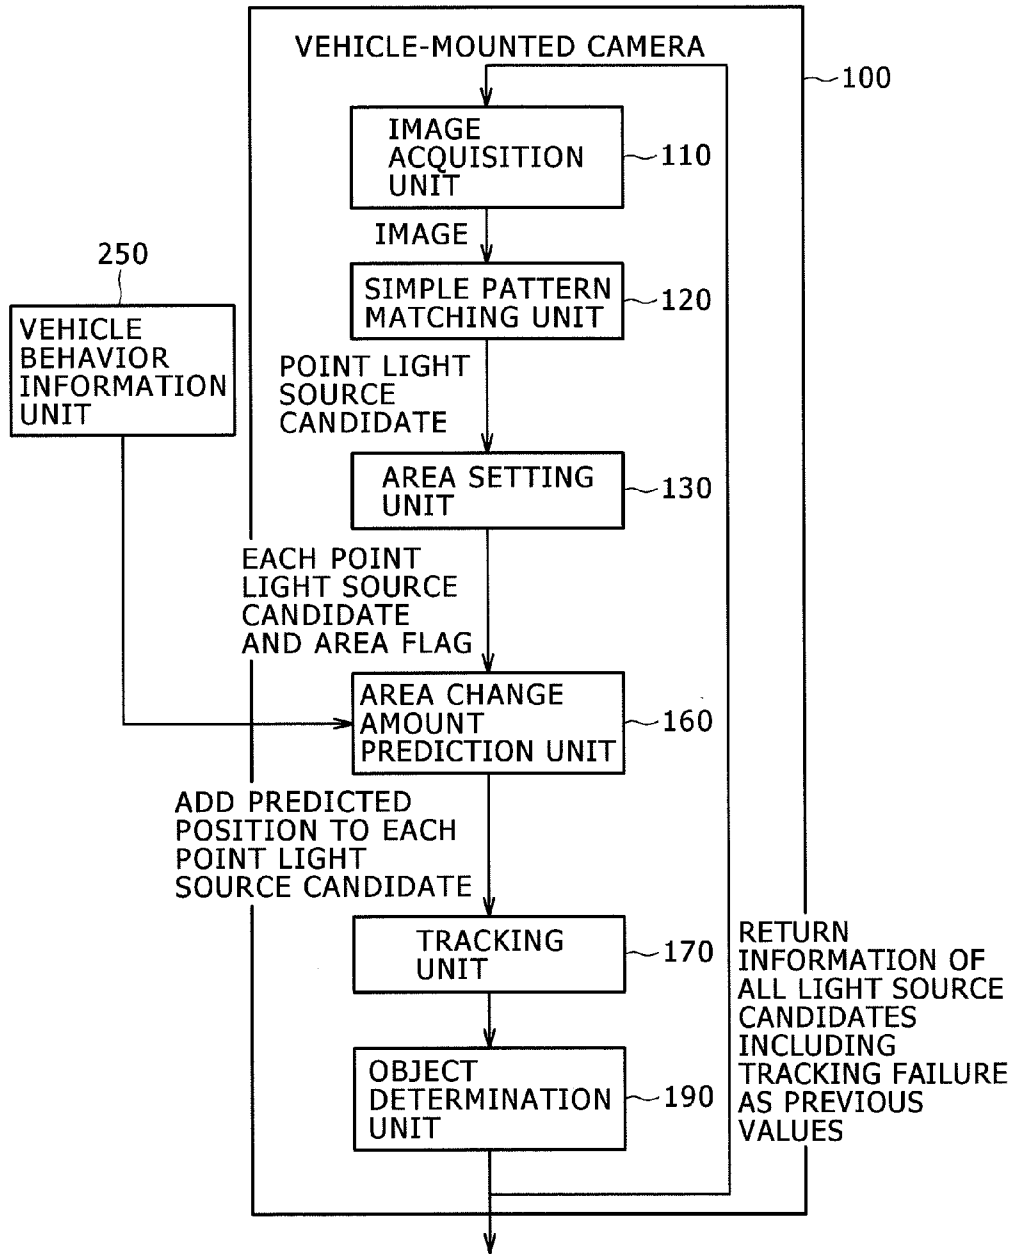 VEHICLE-MOUNTED CAMERA
100
IMAGE
ACQUISITION
UNIT
110
IMAGE
250
SIMPLE PATTERN
MATCHING UNIT
120
VEHICLE
BEHAVIOR
INFORMATION
UNIT
POINT LIGHT
SOURCE
CANDIDATE
AREA SETTING
UNIT
130
EACH POINT
LIGHT SOURCE
CANDIDATE
AND AREA FLAG
AREA CHANGE
AMOUNT
PREDICTION UNIT
160
ADD PREDICTED
POSITION TO EACH
POINT LIGHT
SOURCE CANDIDATE
TRACKING
UNIT
170
RETURN
INFORMATION OF
ALL LIGHT SOURCE
CANDIDATES
INCLUDING
TRACKING FAILURE
AS PREVIOUS
VALUES
OBJECT
DETERMINATION
UNIT
190